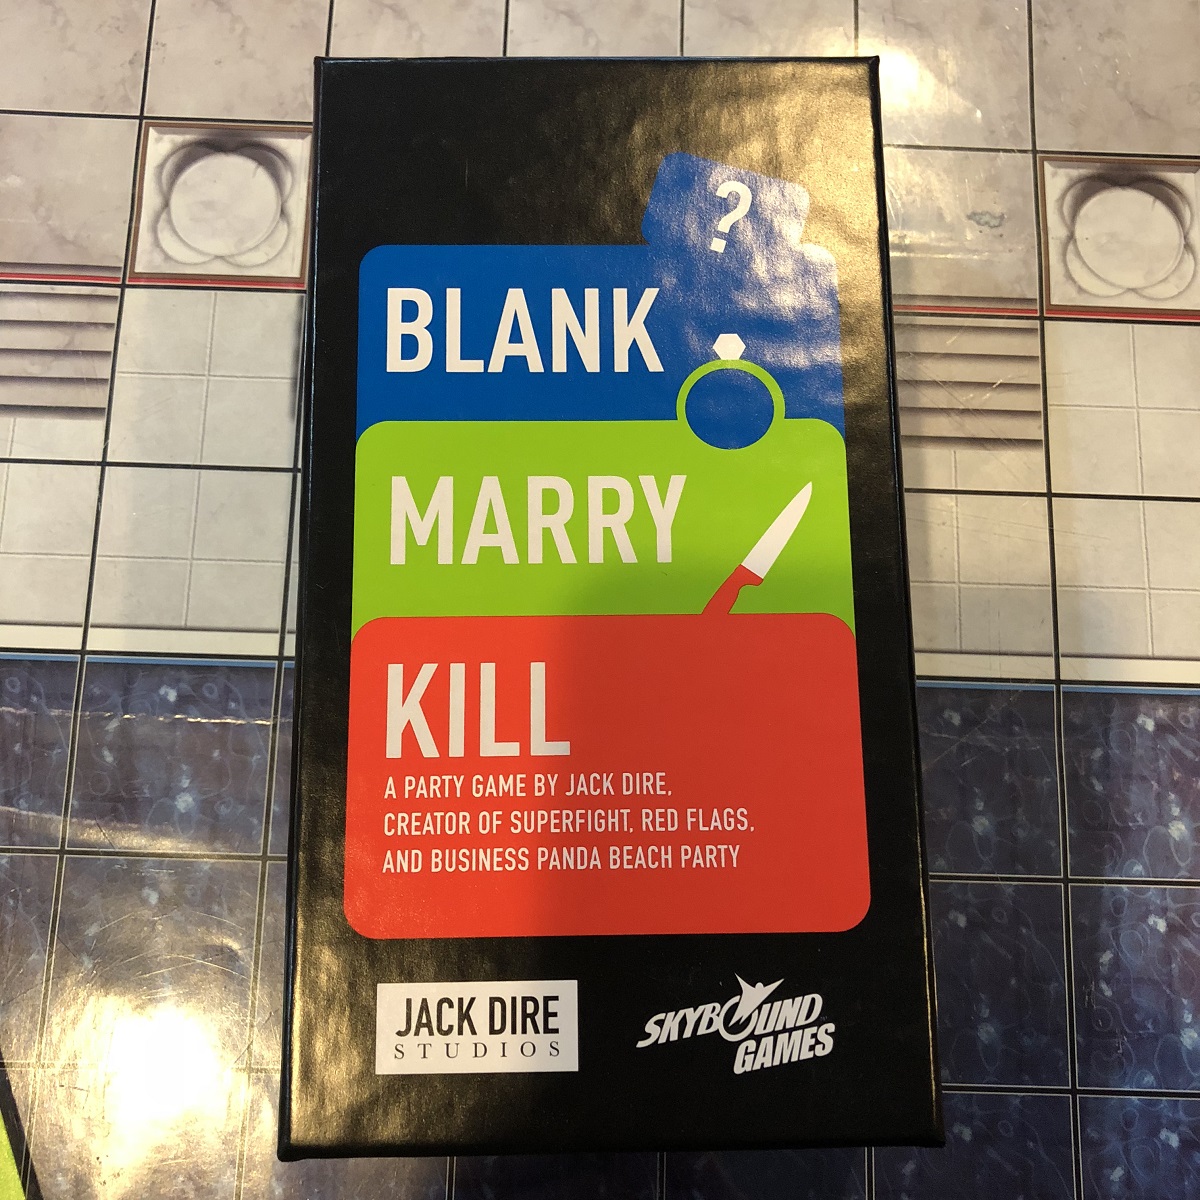 ?
BLANK
MARRY
KILL
A PARTY GAME BY JACK DIRE,
CREATOR OF SUPERFIGHT, RED FLAGS,
AND BUSINESS PANDA BEACH PARTY
JACK DIRE
STUDIOS
SKYBOUND
GAMES